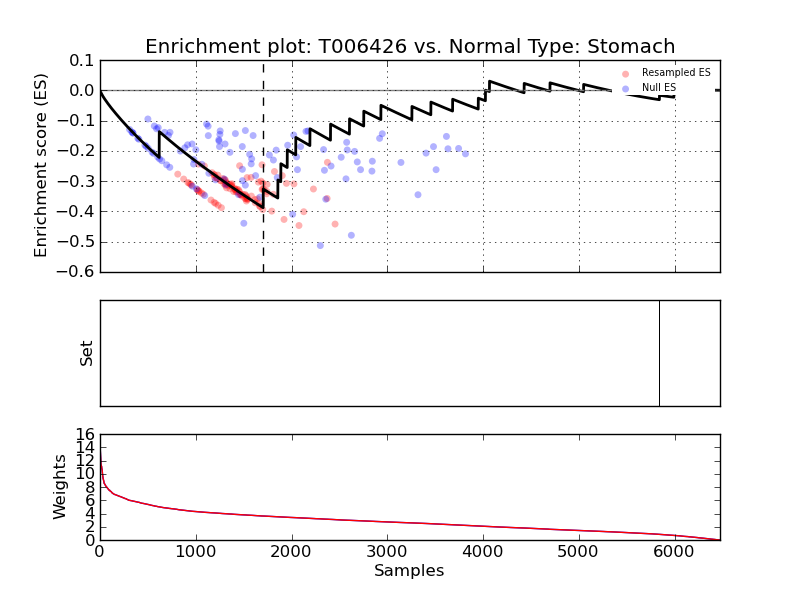 Enrichment plot: T006426 vs. Normal Type: Stomach
0.1
0.0
−0.1
−0.2
−0.3
−0.4
−0.5
−0.6
Enrichment score (ES)
Resampled ES
Null ES
Set
16
14
12
10
8
6
4
2
0
Weights
0 1000 2000 3000 4000 5000 6000
Samples